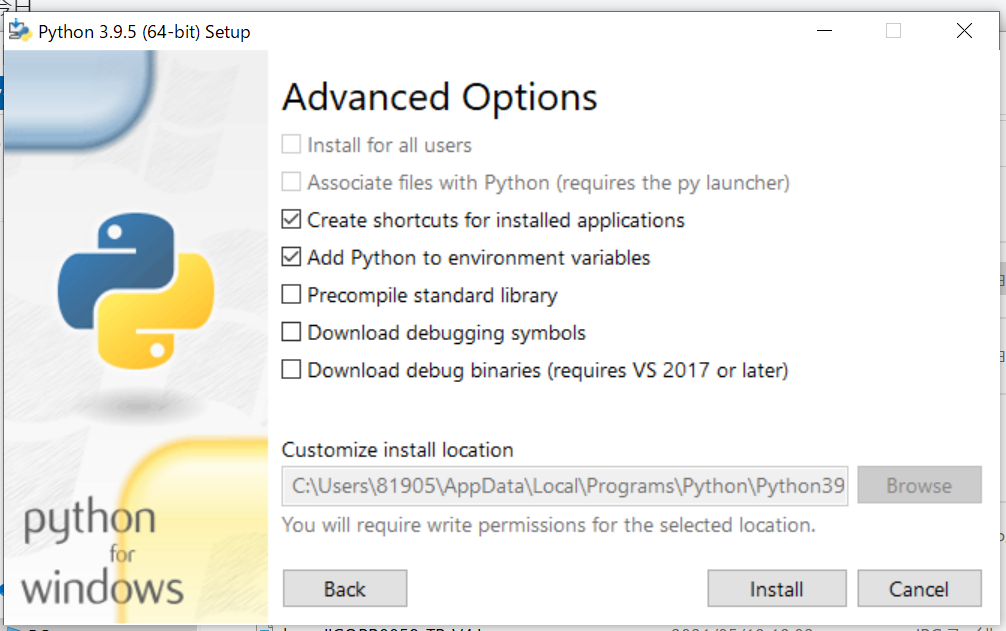 今日
Python 3.9.5 (64-bit) Setup
Advanced Options
Install for all users
Associate files with Python (requires the py launcher)
Create shortcuts for installed applications
Add Python to environment variables
Precompile standard library
Download debugging symbols
Download debug binaries (requires VS 2017 or later)
Customize install location
C:\Users\81905\AppData\Local\Programs\Python\Python39
Browse
You will require write permissions for the selected location.
python
for
windows
Back
Install
Cancel